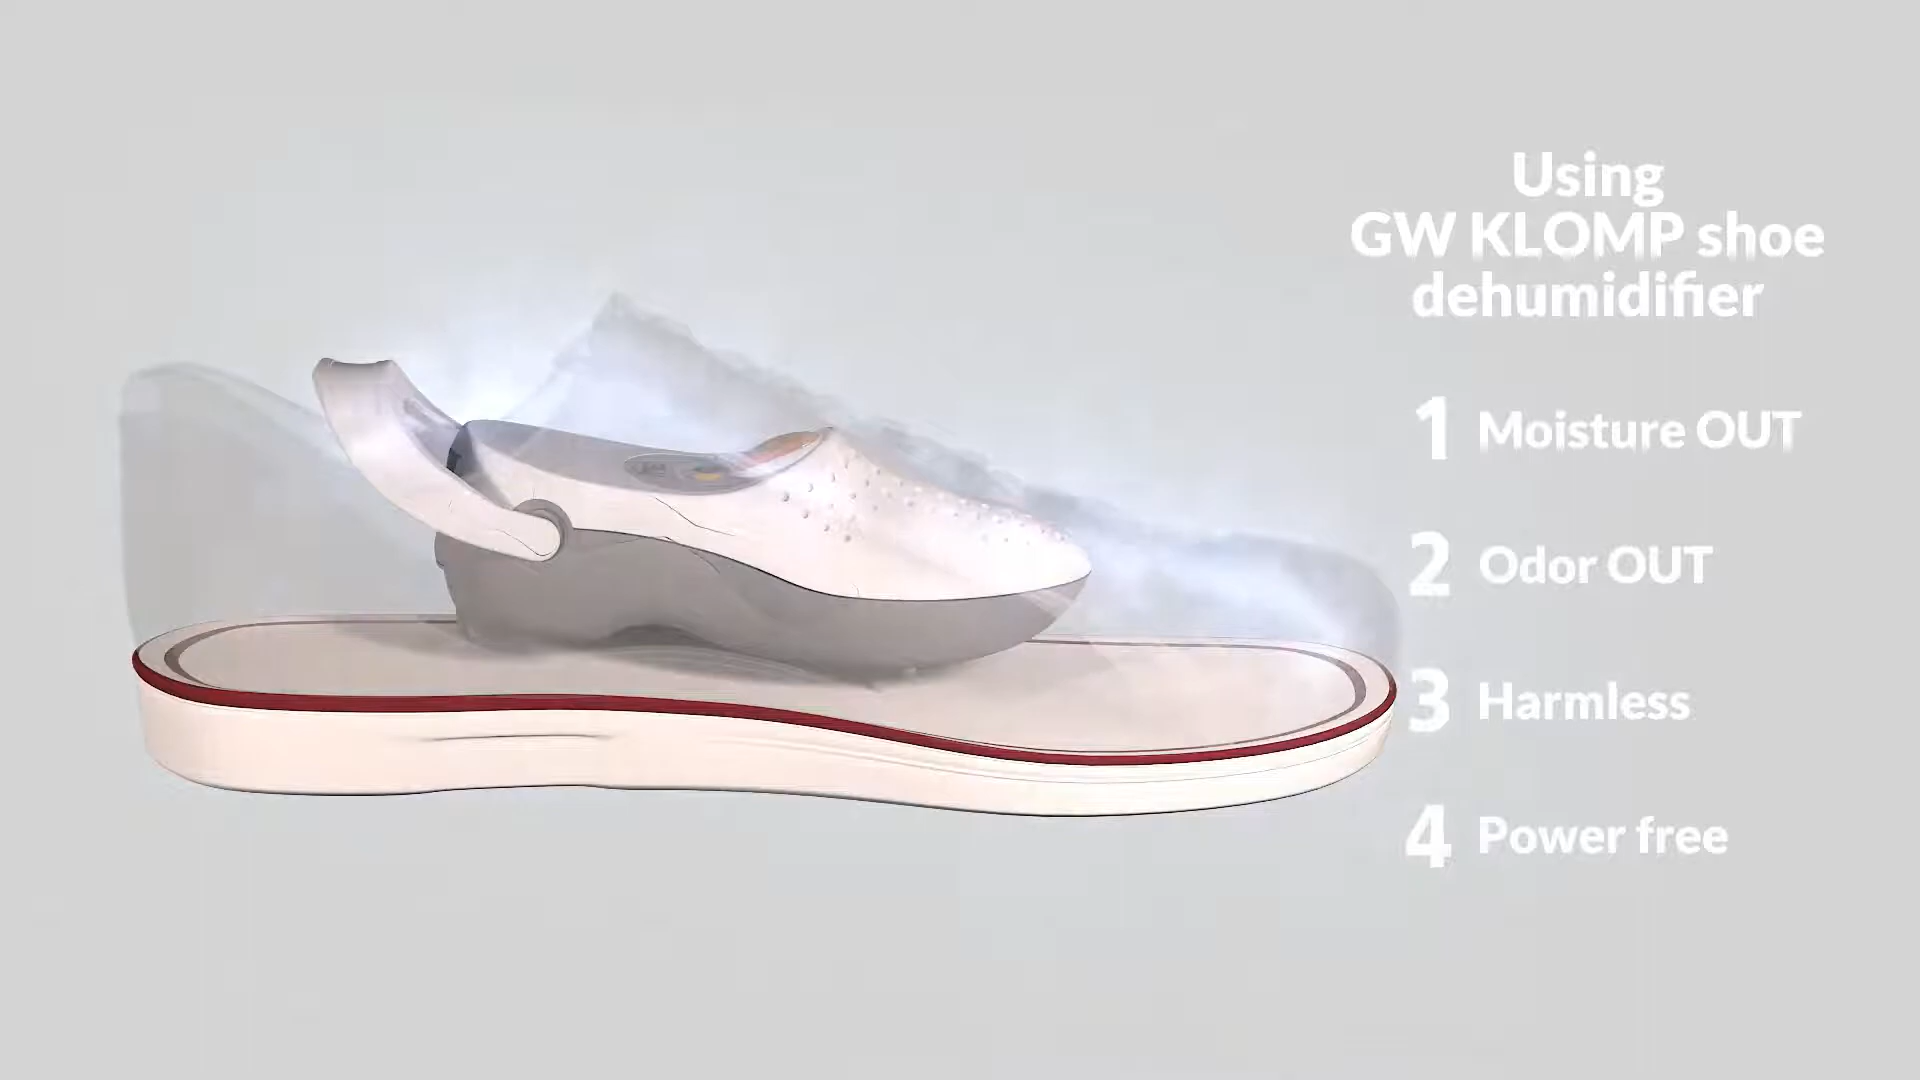 Using
GW KLOMP shoe
dehumidifier
1 Moisture OUT
2 Odor OUT
3 Harmless
4 Power free